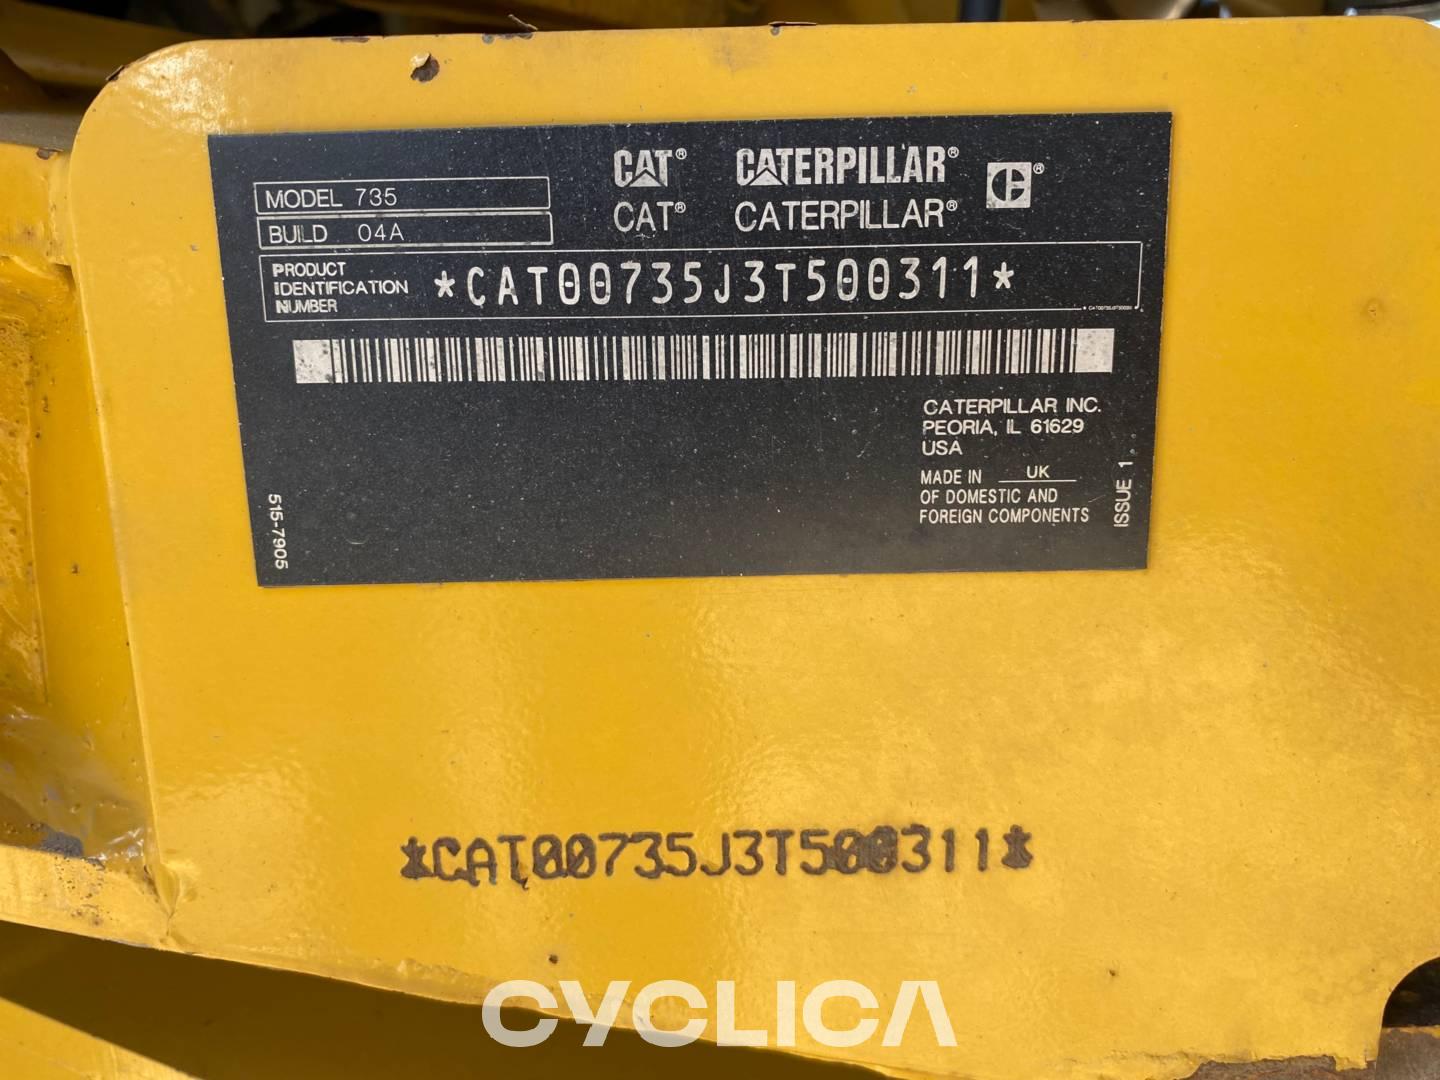 CAT® CATERPILLAR® C®
CAT® CATERPILLAR®
MODEL 735
BUILD 04A
PRODUCT
IDENTIFICATION
NUMBER
*CAT00735J3T500311*
CATERPILLAR INC.
PEORIA, IL 61629
USA
MADE IN UK
OF DOMESTIC AND
FOREIGN COMPONENTS
ISSUE 1
515-7905
*CAT00735J3T500311*
CYCLICA